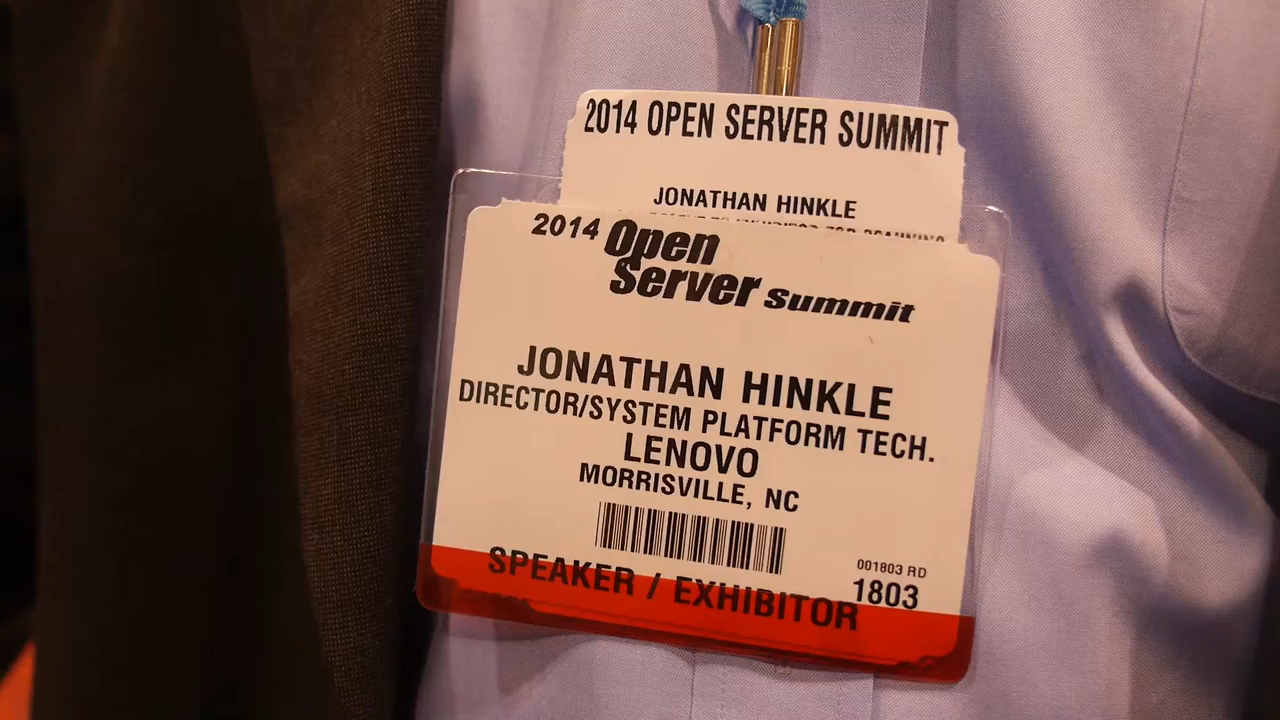 2014 OPEN SERVER SUMMIT
JONATHAN HINKLE
2014 Open
Server Summit
JONATHAN HINKLE
DIRECTOR/SYSTEM PLATFORM TECH.
LENOVO
MORRISVILLE, NC
001803 RD
1803
SPEAKER / EXHIBITOR